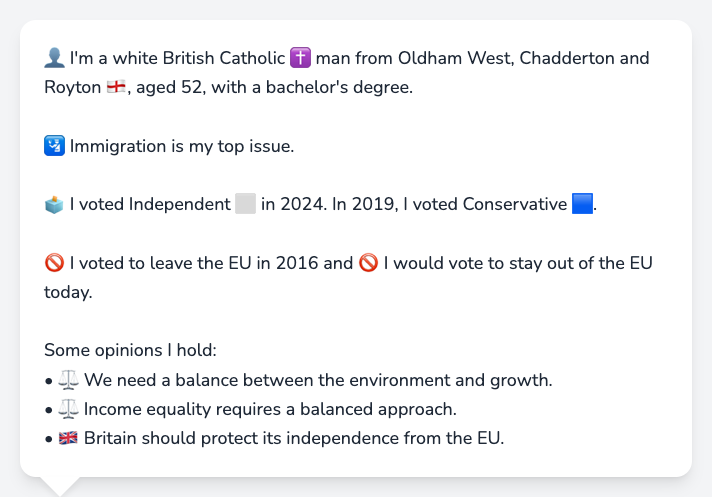 👤 I'm a white British Catholic ✝️ man from Oldham West, Chadderton and
Royton 🏴󠁧󠁢󠁥󠁮󠁧󠁿, aged 52, with a bachelor's degree.
🛂 Immigration is my top issue.
🗳️ I voted Independent ⬜ in 2024. In 2019, I voted Conservative 🟦.
🚫 I voted to leave the EU in 2016 and 🚫 I would vote to stay out of the EU
today.
Some opinions I hold:
• ⚖️ We need a balance between the environment and growth.
• ⚖️ Income equality requires a balanced approach.
• 🇬🇧 Britain should protect its independence from the EU.